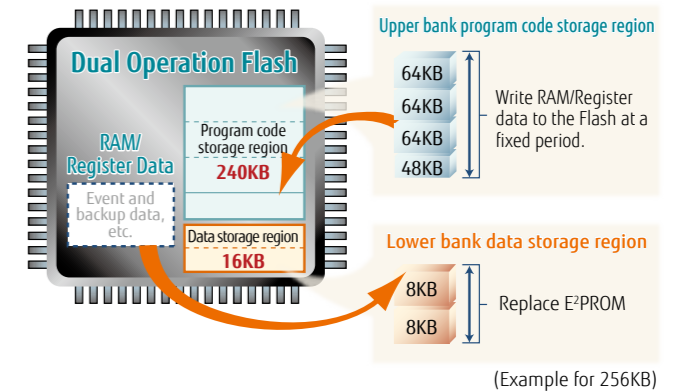 Dual Operation Flash
RAM/
Register Data
Event and
backup data,
etc.
Program code
storage region
240KB
Data storage region
16KB
Upper bank program code storage region
64KB
64KB
64KB
48KB
Write RAM/Register
data to the Flash at a
fixed period.
Lower bank data storage region
8KB
8KB
Replace E²PROM
(Example for 256KB)